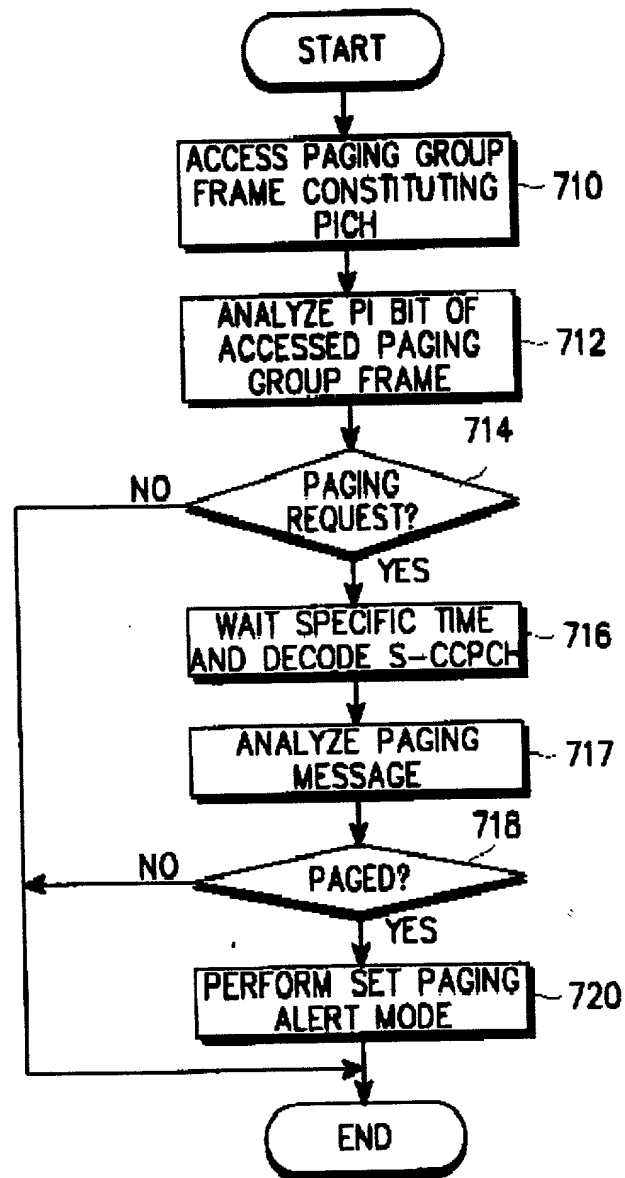 START
ACCESS PAGING GROUP
FRAME CONSTITUTING
PICH
710
ANALYZE PI BIT OF
ACCESSED PAGING
GROUP FRAME
712
714
PAGING
REQUEST?
NO
YES
WAIT SPECIFIC TIME
AND DECODE S-CCPCH
716
ANALYZE PAGING
MESSAGE
717
718
PAGED?
NO
YES
PERFORM SET PAGING
ALERT MODE
720
END